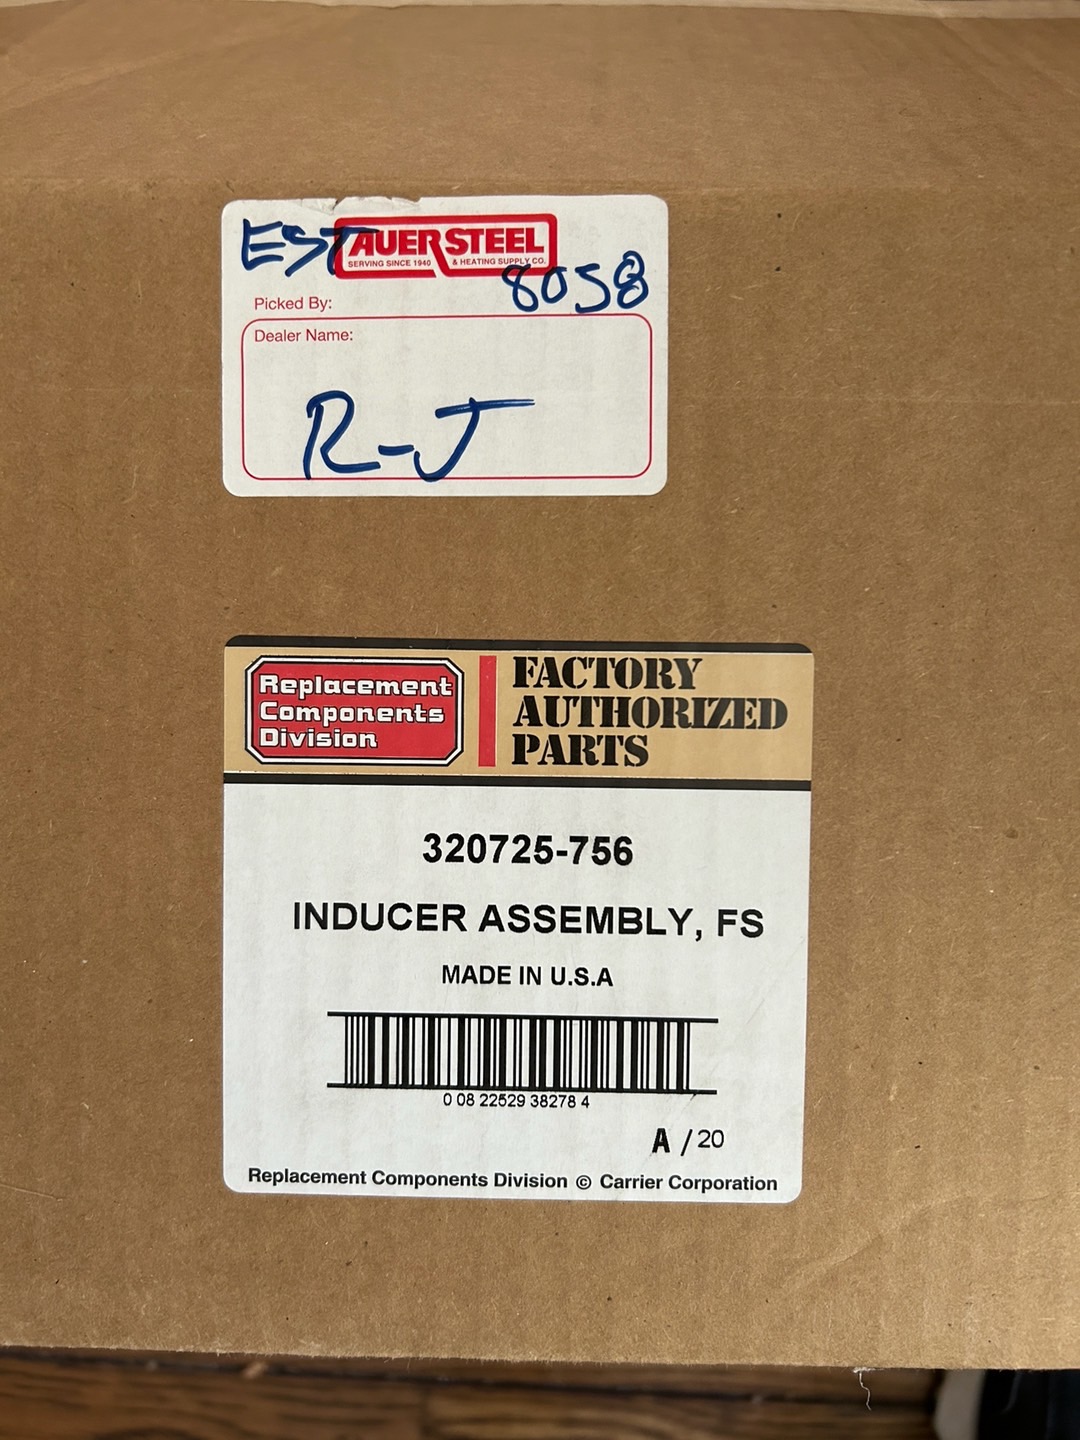 EST
AUER STEEL
SERVING SINCE 1940 & HEATING SUPPLY CO.
8058
Picked By:
Dealer Name:
R-J
Replacement
Components
Division
FACTORY
AUTHORIZED
PARTS
320725-756
INDUCER ASSEMBLY, FS
MADE IN U.S.A
0 08 22529 38278 4
A / 20
Replacement Components Division © Carrier Corporation